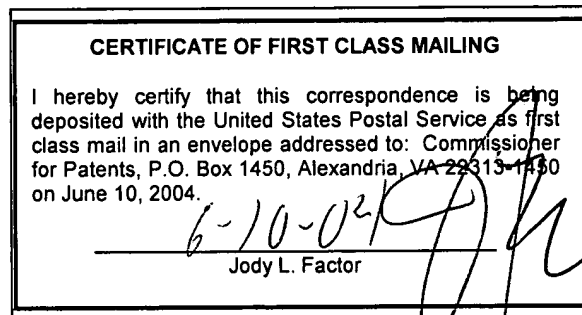 CERTIFICATE OF FIRST CLASS MAILING
I hereby certify that this correspondence is being
deposited with the United States Postal Service as first
class mail in an envelope addressed to: Commissioner
for Patents, P.O. Box 1450, Alexandria, VA 22313-1450
on June 10, 2004.
6-10-04
Jody L. Factor